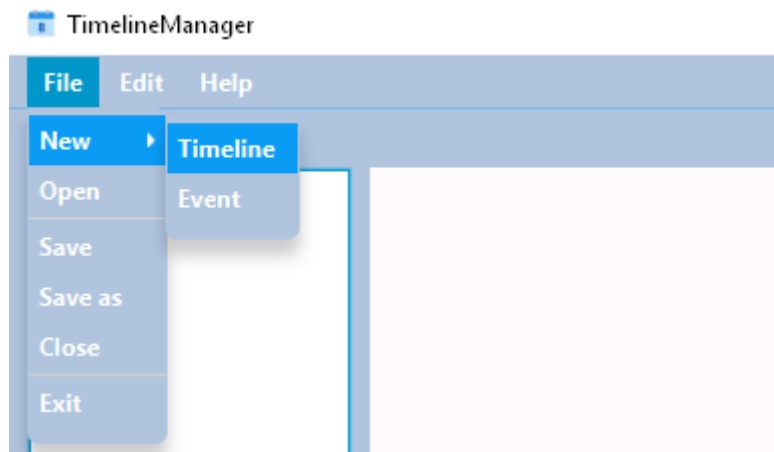 TimelineManager
File Edit Help
New Timeline
Open Event
Save
Save as
Close
Exit